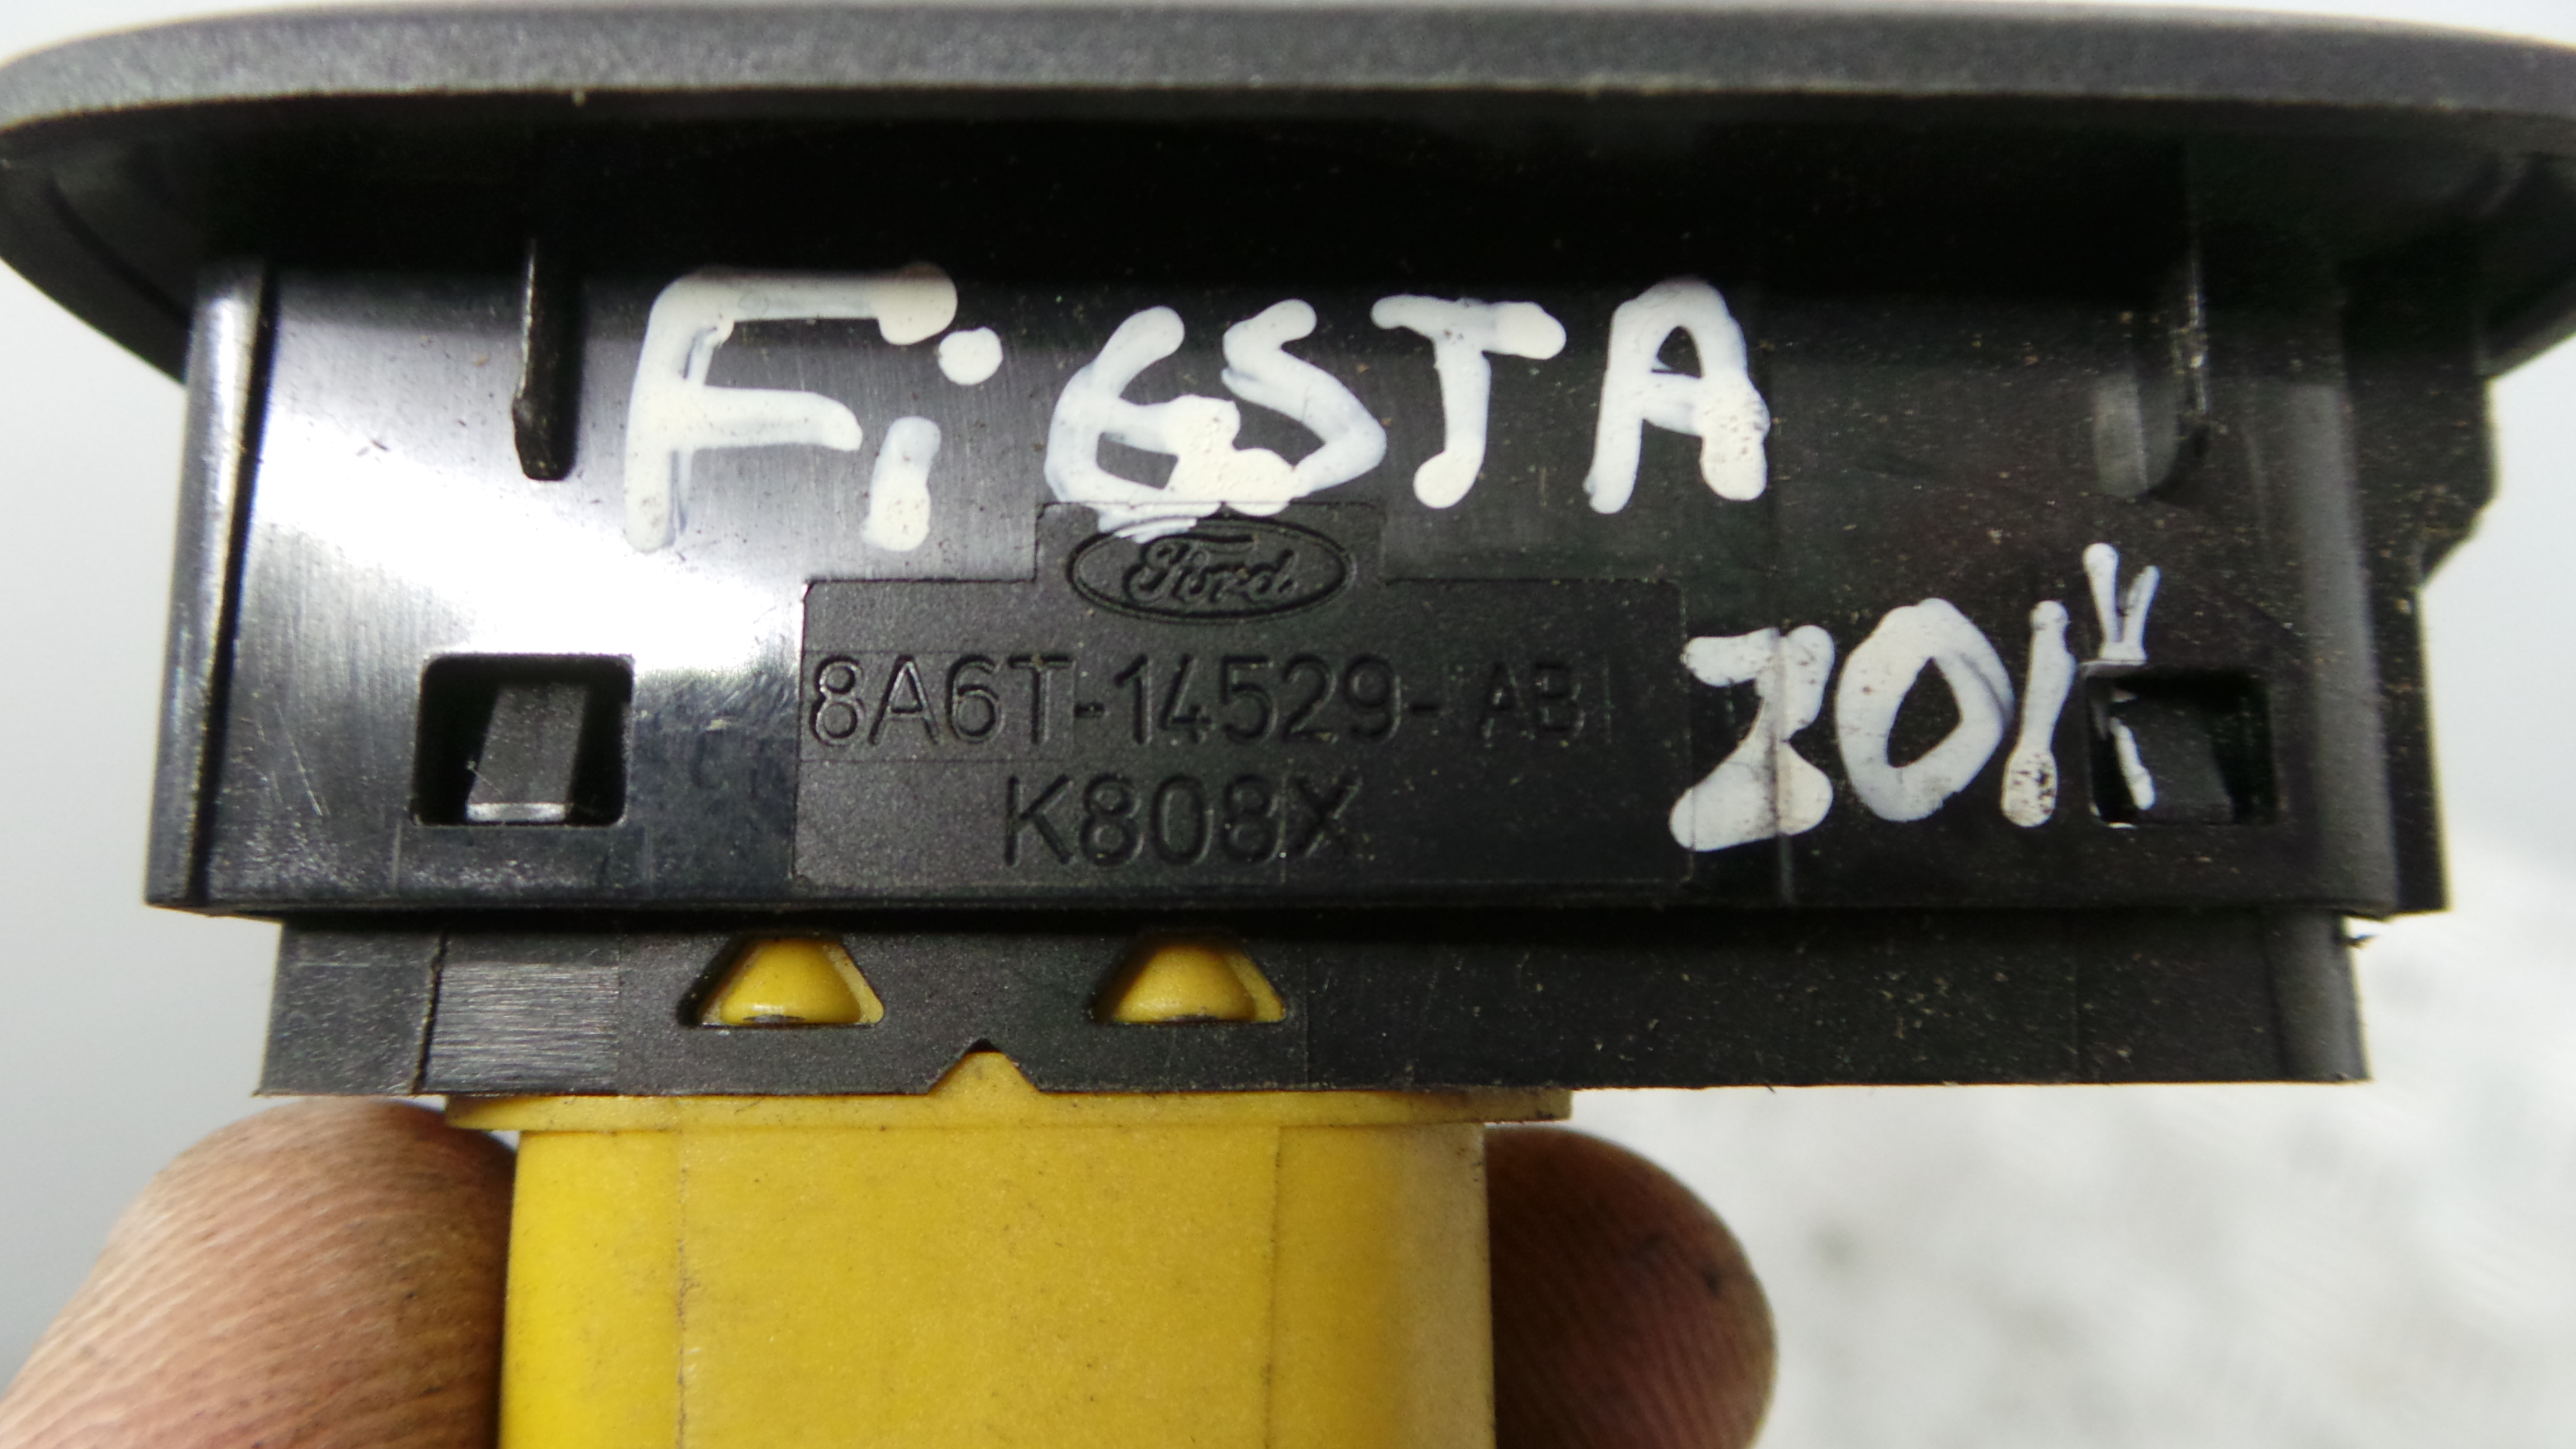 FiESTA
Ford
8A6T-14529- AB
K808X